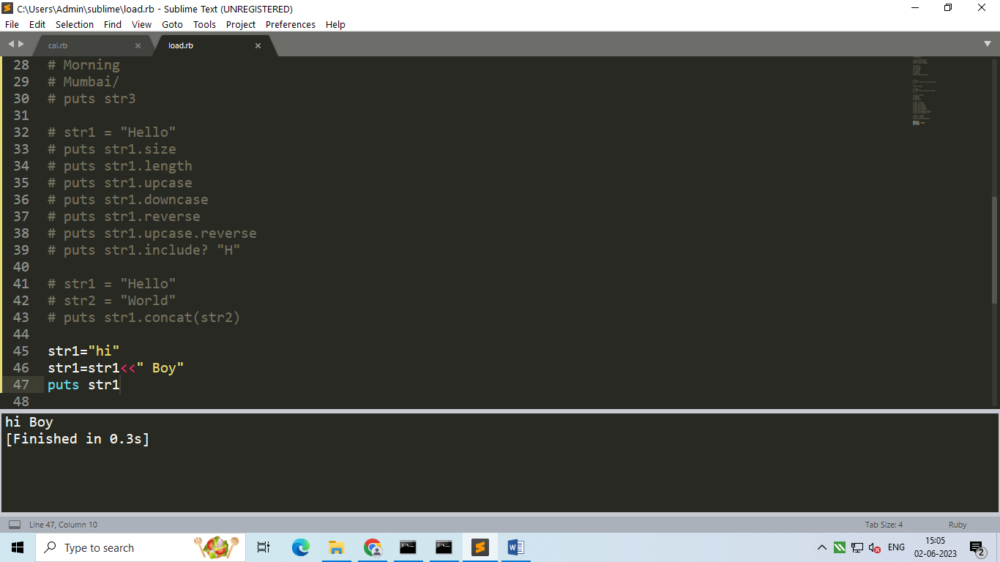 C:\Users\Admin\sublime\load.rb - Sublime Text (UNREGISTERED)
File Edit Selection Find View Goto Tools Project Preferences Help
cal.rb load.rb
28 # Morning
29 # Mumbai/
30 # puts str3
31
32 # str1 = "Hello"
33 # puts str1.size
34 # puts str1.length
35 # puts str1.upcase
36 # puts str1.downcase
37 # puts str1.reverse
38 # puts str1.upcase.reverse
39 # puts str1.include? "H"
40
41 # str1 = "Hello"
42 # str2 = "World"
43 # puts str1.concat(str2)
44
45 str1="hi"
46 str1=str1<<" Boy"
47 puts str1
48
hi Boy
[Finished in 0.3s]
Line 47, Column 10 Tab Size: 4 Ruby
Type to search ENG 15:05
02-06-2023 2